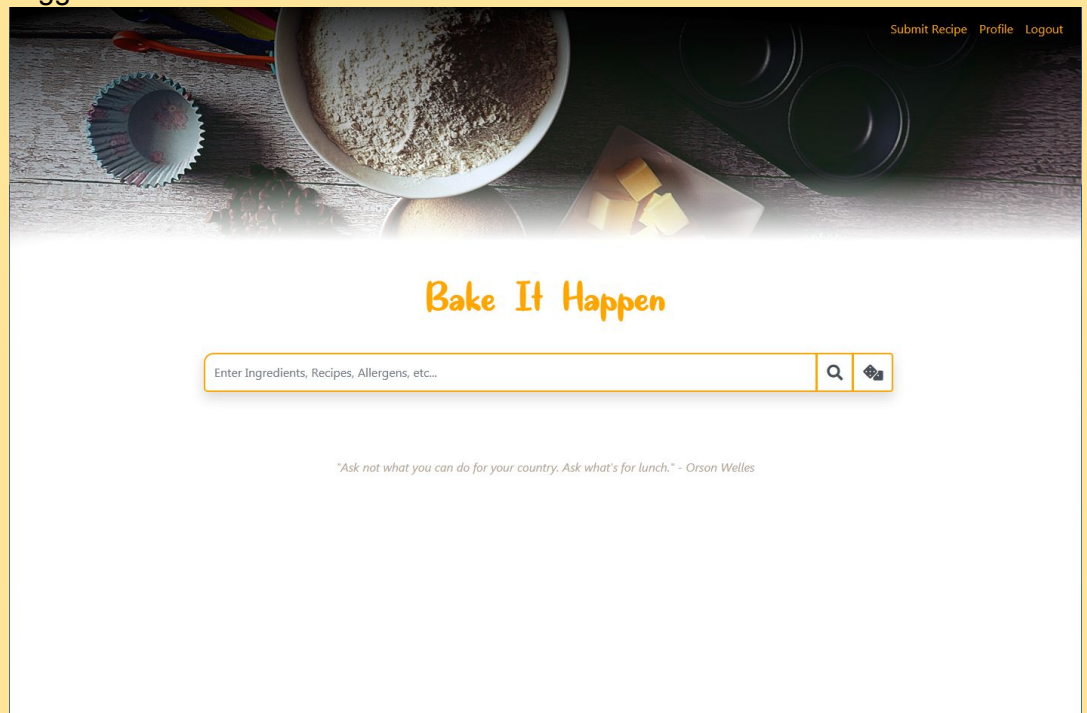 Submit Recipe Profile Logout
Bake It Happen
Enter Ingredients, Recipes, Allergens, etc...
"Ask not what you can do for your country. Ask what's for lunch." - Orson Welles